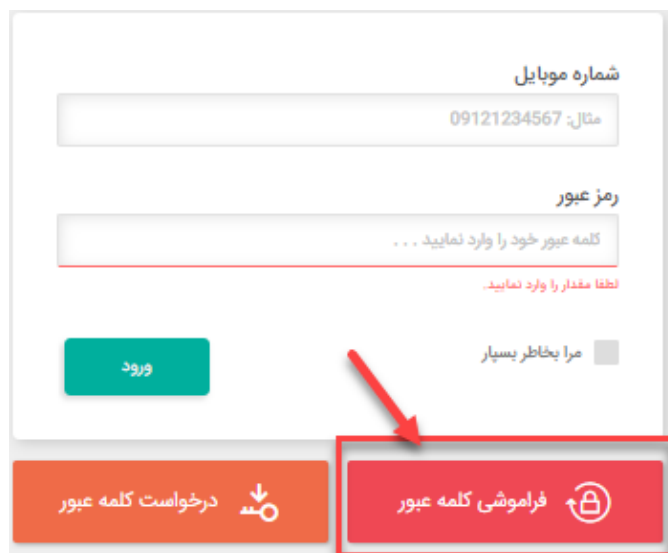 شماره موبایل
مثال: 09121234567
رمز عبور
کلمه عبور خود را وارد نمایید . . .
لطفا مقدار را وارد نمایید.
مرا بخاطر بسپار
ورود
فراموشی کلمه عبور
درخواست کلمه عبور